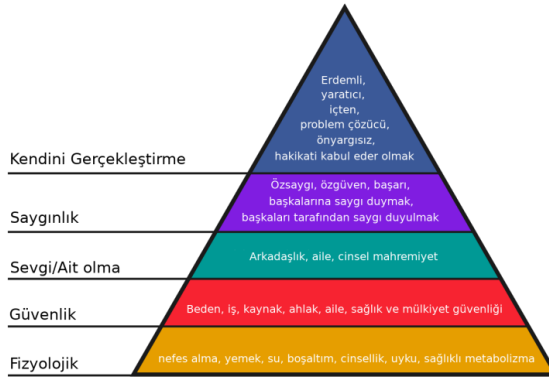 Erdemli,
yaratıcı,
içten,
problem çözücü,
önyargısız,
hakikati kabul eder olmak
Kendini Gerçekleştirme
Özsaygı, özgüven, başarı,
başkalarına saygı duymak,
başkaları tarafından saygı duyulmak
Saygınlık
Arkadaşlık, aile, cinsel mahremiyet
Sevgi/Ait olma
Beden, iş, kaynak, ahlak, aile, sağlık ve mülkiyet güvenliği
Güvenlik
nefes alma, yemek, su, boşaltım, cinsellik, uyku, sağlıklı metabolizma
Fizyolojik